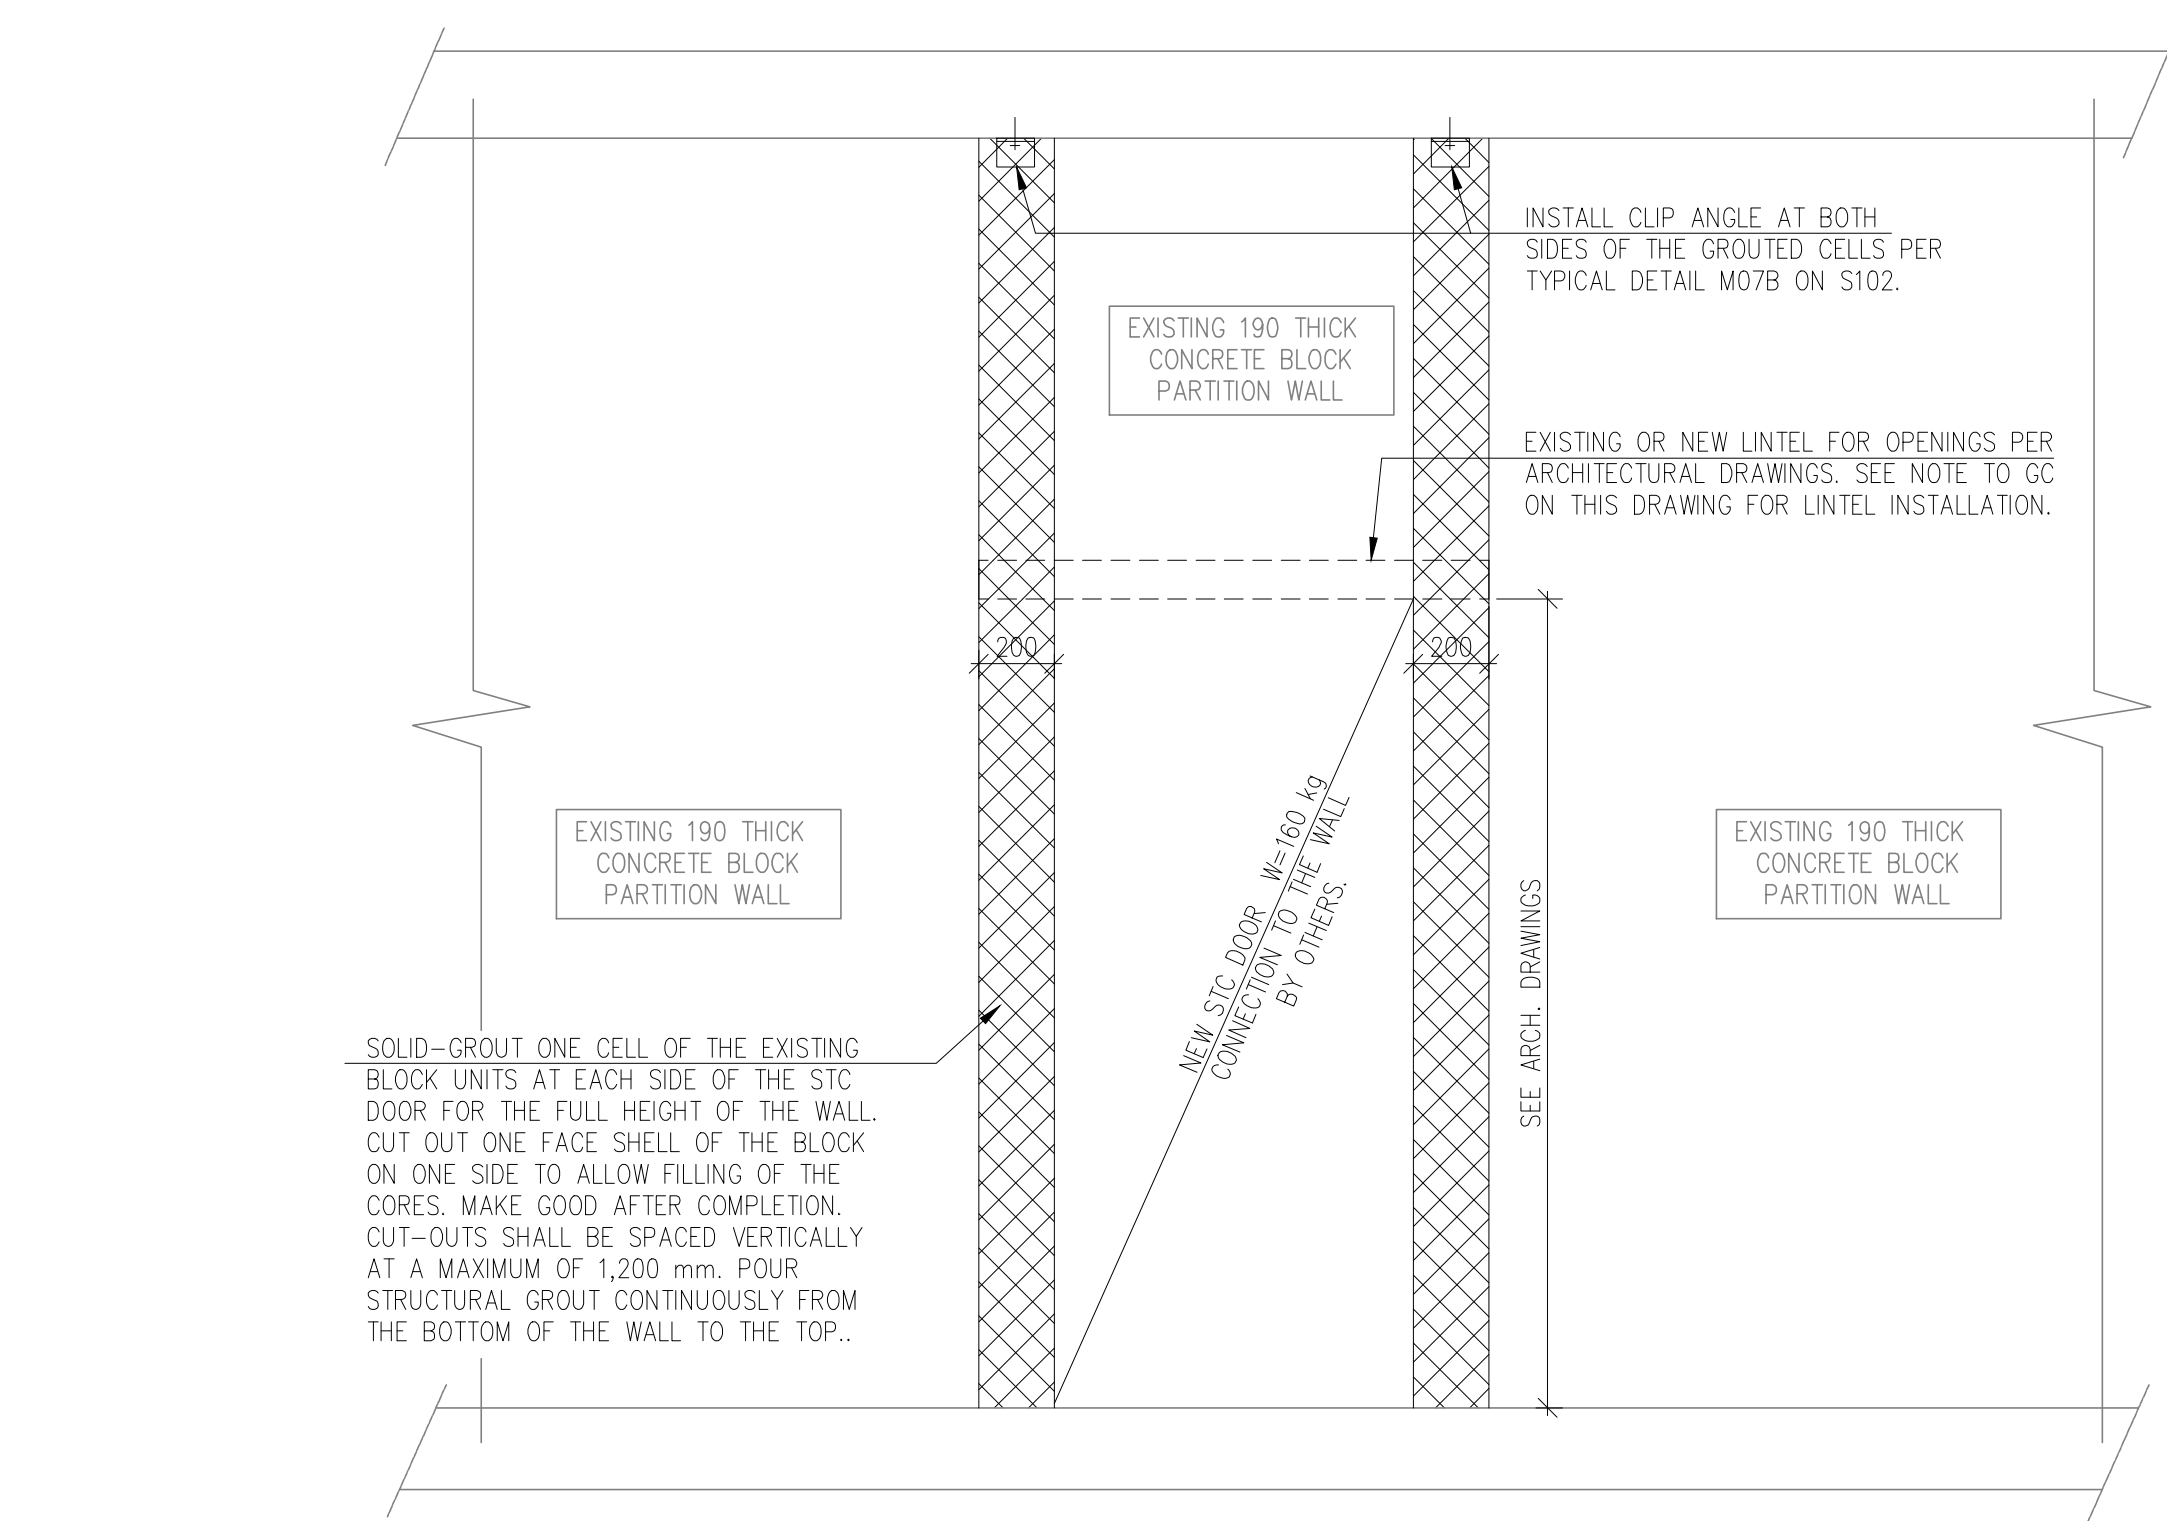 INSTALL CLIP ANGLE AT BOTH
SIDES OF THE GROUTED CELLS PER
TYPICAL DETAIL M07B ON S102.
EXISTING 190 THICK
CONCRETE BLOCK
PARTITION WALL
EXISTING OR NEW LINTEL FOR OPENINGS PER
ARCHITECTURAL DRAWINGS. SEE NOTE TO GC
ON THIS DRAWING FOR LINTEL INSTALLATION.
200
200
EXISTING 190 THICK
CONCRETE BLOCK
PARTITION WALL
NEW STC DOOR W=160 kg
CONNECTION TO THE WALL
BY OTHERS.
SEE ARCH. DRAWINGS
EXISTING 190 THICK
CONCRETE BLOCK
PARTITION WALL
SOLID-GROUT ONE CELL OF THE EXISTING
BLOCK UNITS AT EACH SIDE OF THE STC
DOOR FOR THE FULL HEIGHT OF THE WALL.
CUT OUT ONE FACE SHELL OF THE BLOCK
ON ONE SIDE TO ALLOW FILLING OF THE
CORES. MAKE GOOD AFTER COMPLETION.
CUT-OUTS SHALL BE SPACED VERTICALLY
AT A MAXIMUM OF 1,200 mm. POUR
STRUCTURAL GROUT CONTINUOUSLY FROM
THE BOTTOM OF THE WALL TO THE TOP..